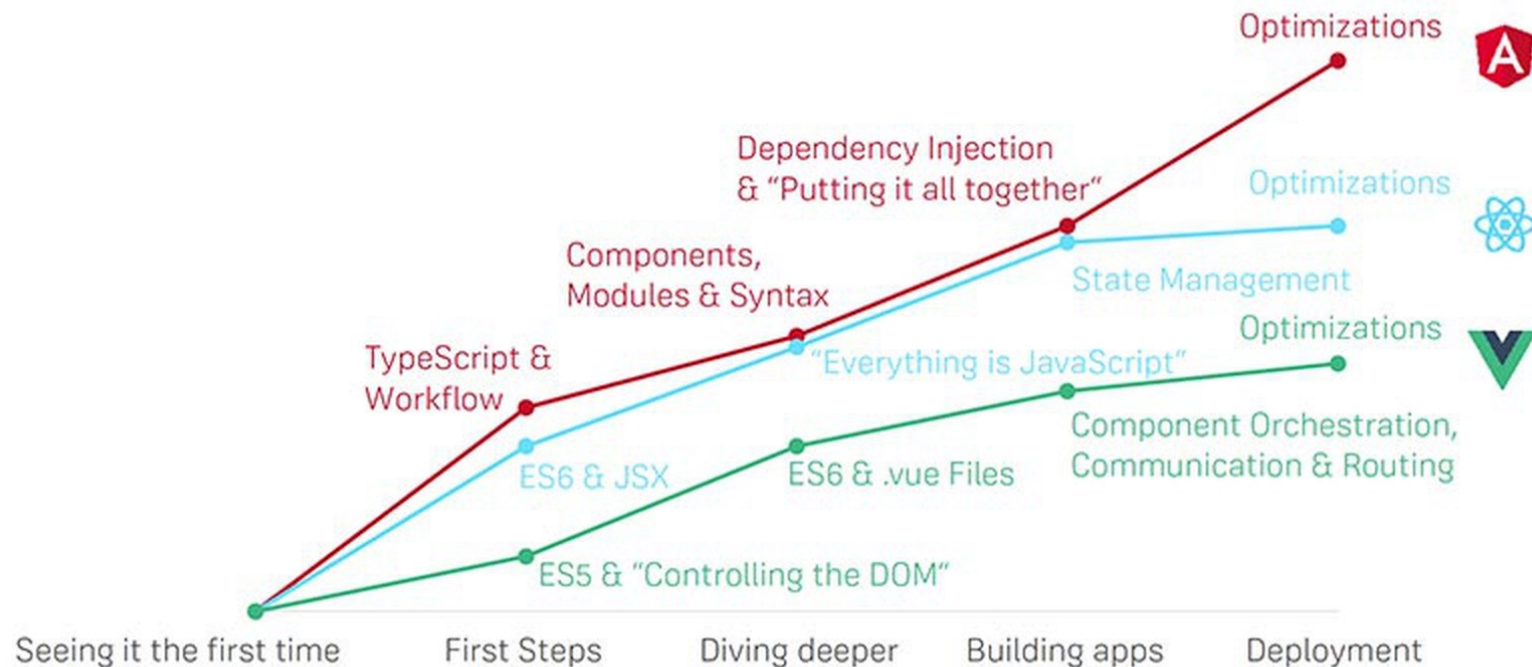 Optimizations
Dependency Injection
& “Putting it all together“
Optimizations
Components,
Modules & Syntax
State Management
Optimizations
TypeScript &
Workflow
“Everything is JavaScript“
Component Orchestration,
Communication & Routing
ES6 & JSX
ES6 & .vue Files
ES5 & “Controlling the DOM“
Seeing it the first time
First Steps
Diving deeper
Building apps
Deployment
A